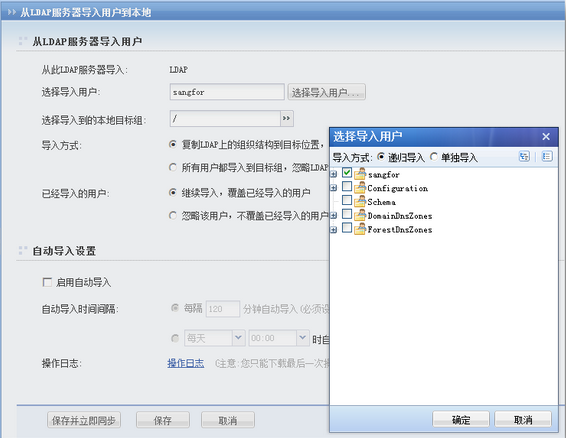 >> 从LDAP服务器导入用户到本地
从LDAP服务器导入用户
从此LDAP服务器导入: LDAP
选择导入用户: sangfor 选择导入用户...
选择导入到的本地目标组: / >>
导入方式: 复制LDAP上的组织结构到目标位置,
所有用户都导入到目标组, 忽略LDAP
已经导入的用户: 继续导入, 覆盖已经导入的用户
忽略该用户, 不覆盖已经导入的用户
自动导入设置
启用自动导入
自动导入时间间隔: 每隔 120 分钟自动导入(必须设
每天 00:00 时自
操作日志: 操作日志 (注意:您只能下载最后一次操
保存并立即同步 保存 取消
选择导入用户
导入方式: 递归导入 单独导入
sangfor
Configuration
Schema
DomainDnsZones
ForestDnsZones
确定 取消